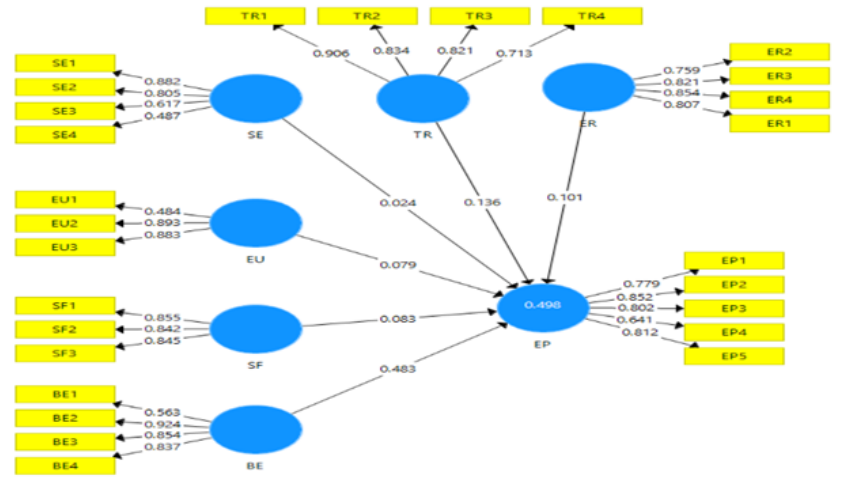 TR1 TR2 TR3 TR4
0.906 0.834 0.821 0.713
SE1
SE2
SE3
SE4
0.882
0.805
0.617
0.487
SE
TR
ER
ER2
ER3
ER4
ER1
0.759
0.821
0.854
0.807
0.024
0.136
0.101
EU1
EU2
EU3
0.484
0.893
0.883
EU
0.079
SF1
SF2
SF3
0.855
0.842
0.845
SF
0.083
BE1
BE2
BE3
BE4
0.563
0.924
0.854
0.837
BE
0.483
0.498
EP
0.779
0.852
0.802
0.641
0.812
EP1
EP2
EP3
EP4
EP5